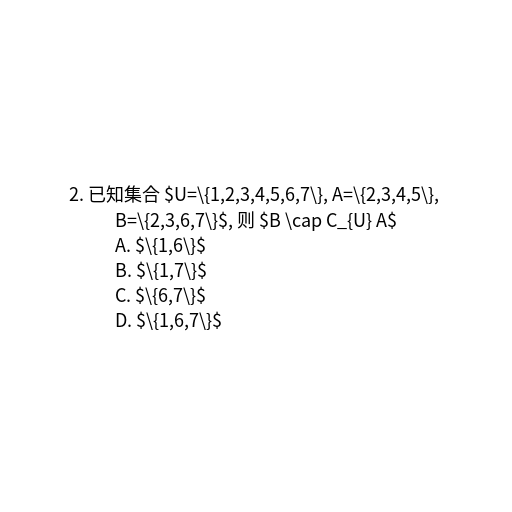 2. 已知集合 $U=\{1,2,3,4,5,6,7\}, A=\{2,3,4,5\},
B=\{2,3,6,7\}$, 则 $B \cap C_{U} A$
A. $\{1,6\}$
B. $\{1,7\}$
C. $\{6,7\}$
D. $\{1,6,7\}$